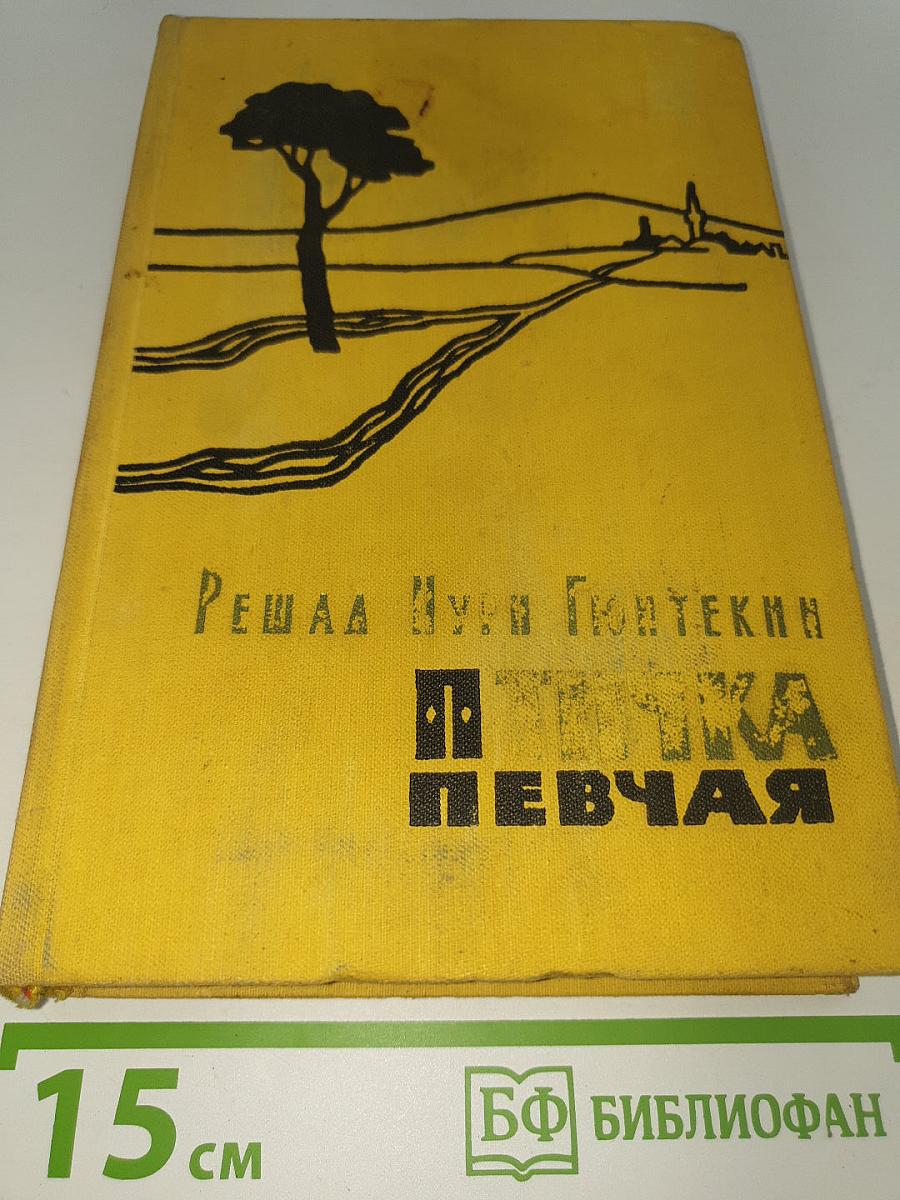 Решад Нури Гюнтекин
ПТИЧКА
ПЕВЧАЯ
15 см
БФ БИБЛИОФАН